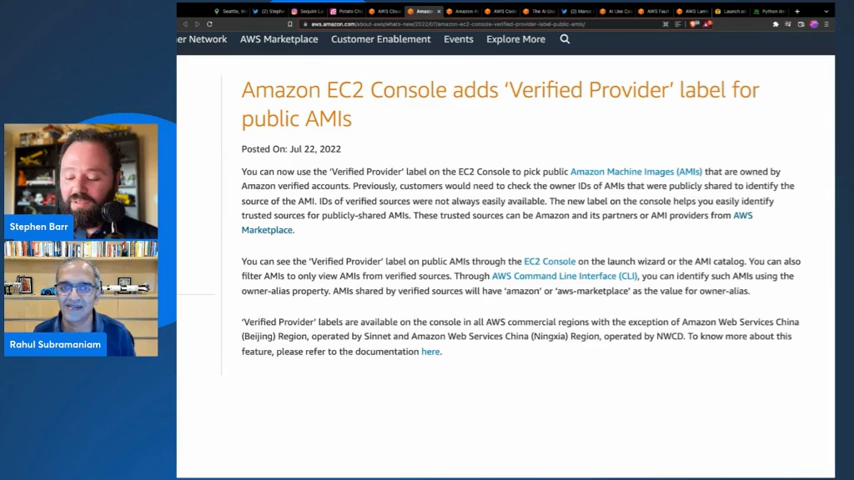 Seattle,
er Network AWS Marketplace Customer Enablement Events Explore More
Amazon EC2 Console adds ‘Verified Provider’ label for
public AMIs
Posted On: Jul 22, 2022
You can now use the ‘Verified Provider’ label on the EC2 Console to pick public Amazon Machine Images (AMIs) that are owned by
Amazon verified accounts. Previously, customers would need to check the owner IDs of AMIs that were publicly shared to identify the
source of the AMI. IDs of verified sources were not always easily available. The new label on the console helps you easily identify
trusted sources for publicly-shared AMIs. These trusted sources can be Amazon and its partners or AMI providers from AWS
Marketplace.
You can see the ‘Verified Provider’ label on public AMIs through the EC2 Console on the launch wizard or the AMI catalog. You can also
filter AMIs to only view AMIs from verified sources. Through AWS Command Line Interface (CLI), you can identify such AMIs using the
owner-alias property. AMIs shared by verified sources will have ‘amazon’ or ‘aws-marketplace’ as the value for owner-alias.
‘Verified Provider’ labels are available on the console in all AWS commercial regions with the exception of Amazon Web Services China
(Beijing) Region, operated by Sinnet and Amazon Web Services China (Ningxia) Region, operated by NWCD. To know more about this
feature, please refer to the documentation here.
Stephen Barr
Rahul Subramaniam